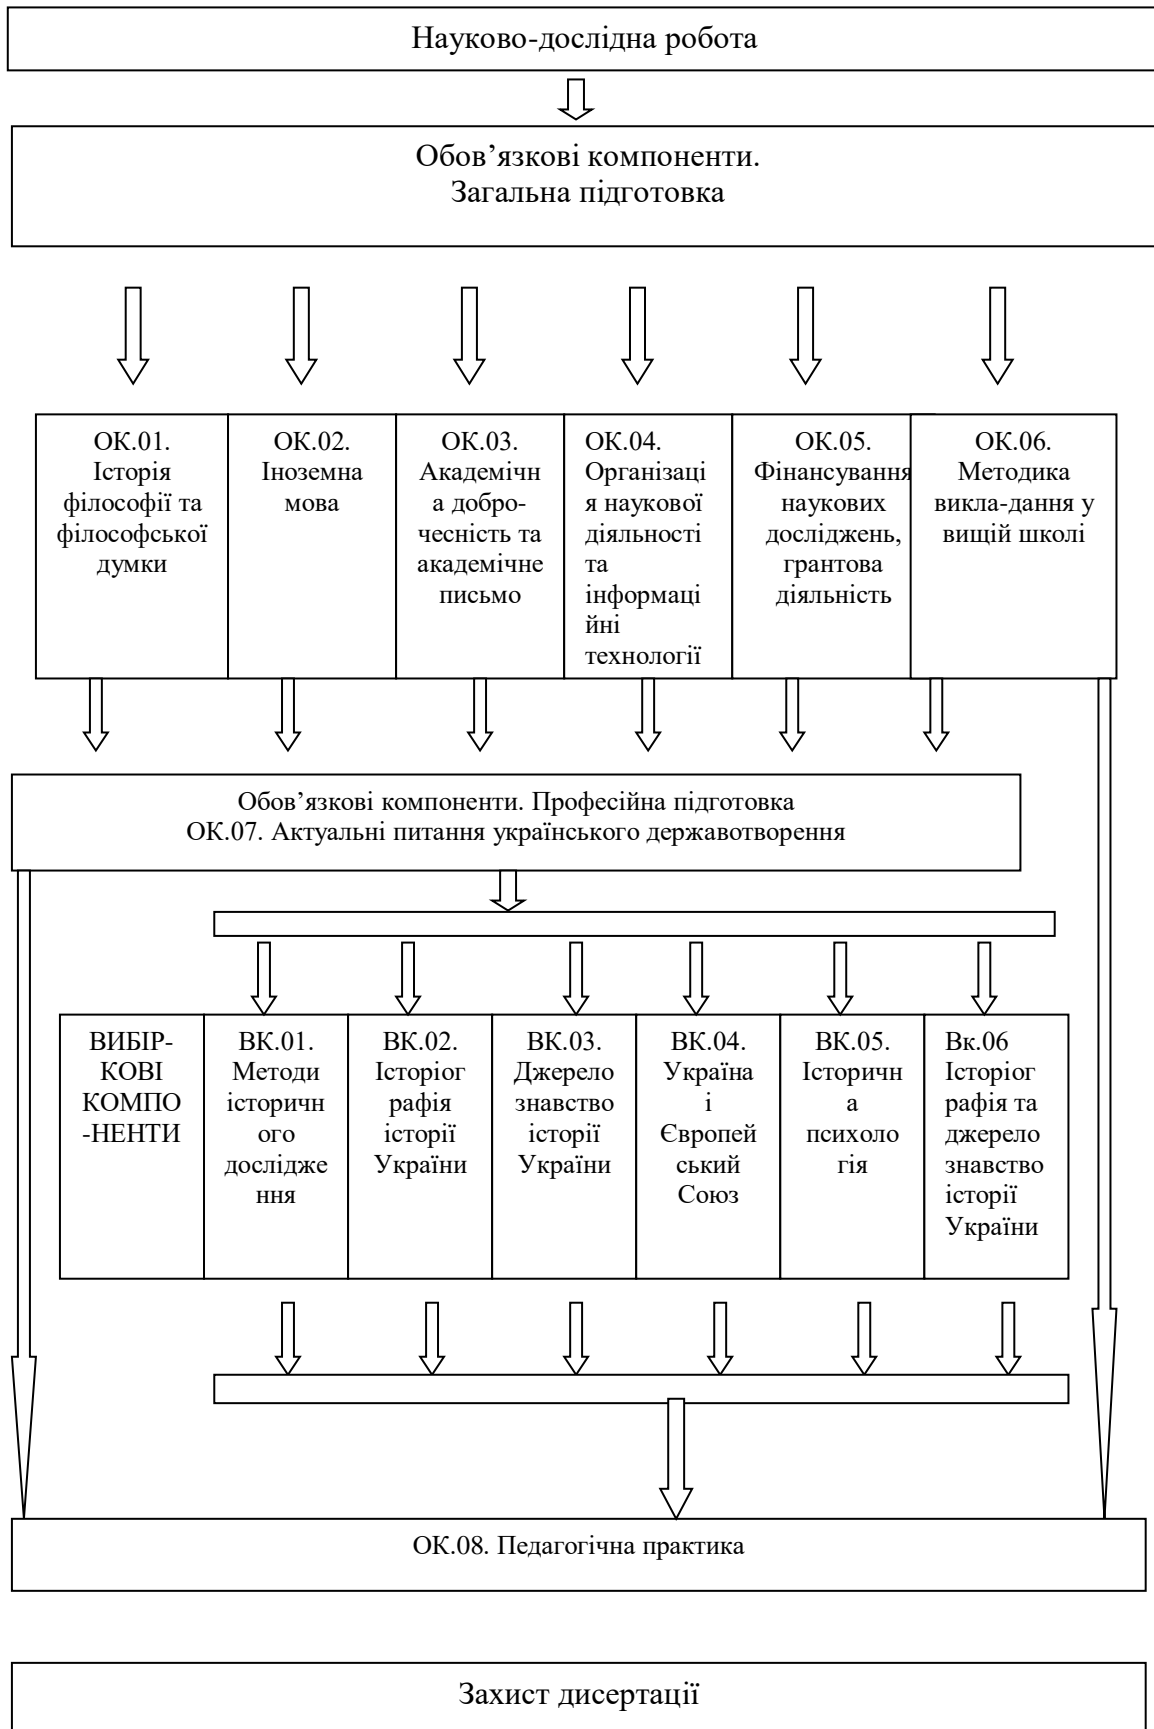 Науково-дослідна робота
Обов’язкові компоненти.
Загальна підготовка
ОК.01.
Історія
філософії та
філософської
думки
ОК.02.
Іноземна
мова
ОК.03.
Академічн
а добро-
чесність та
академічне
письмо
ОК.04.
Організаці
я наукової
діяльності
та
інформаці
йні
технології
ОК.05.
Фінансування
наукових
досліджень,
грантова
діяльність
ОК.06.
Методика
викла-дання у
вищій школі
Обов’язкові компоненти. Професійна підготовка
ОК.07. Актуальні питання українського державотворення
ВИБІР-
КОВІ
КОМПО
-НЕНТИ
ВК.01.
Методи
історичн
ого
дослідже
ння
ВК.02.
Історіог
рафія
історії
України
ВК.03.
Джерело
знавство
історії
України
ВК.04.
Україна
і
Європей
ський
Союз
ВК.05.
Історичн
а
психоло
гія
Вк.06
Історіог
рафія та
джерело
знавство
історії
України
ОК.08. Педагогічна практика
Захист дисертації